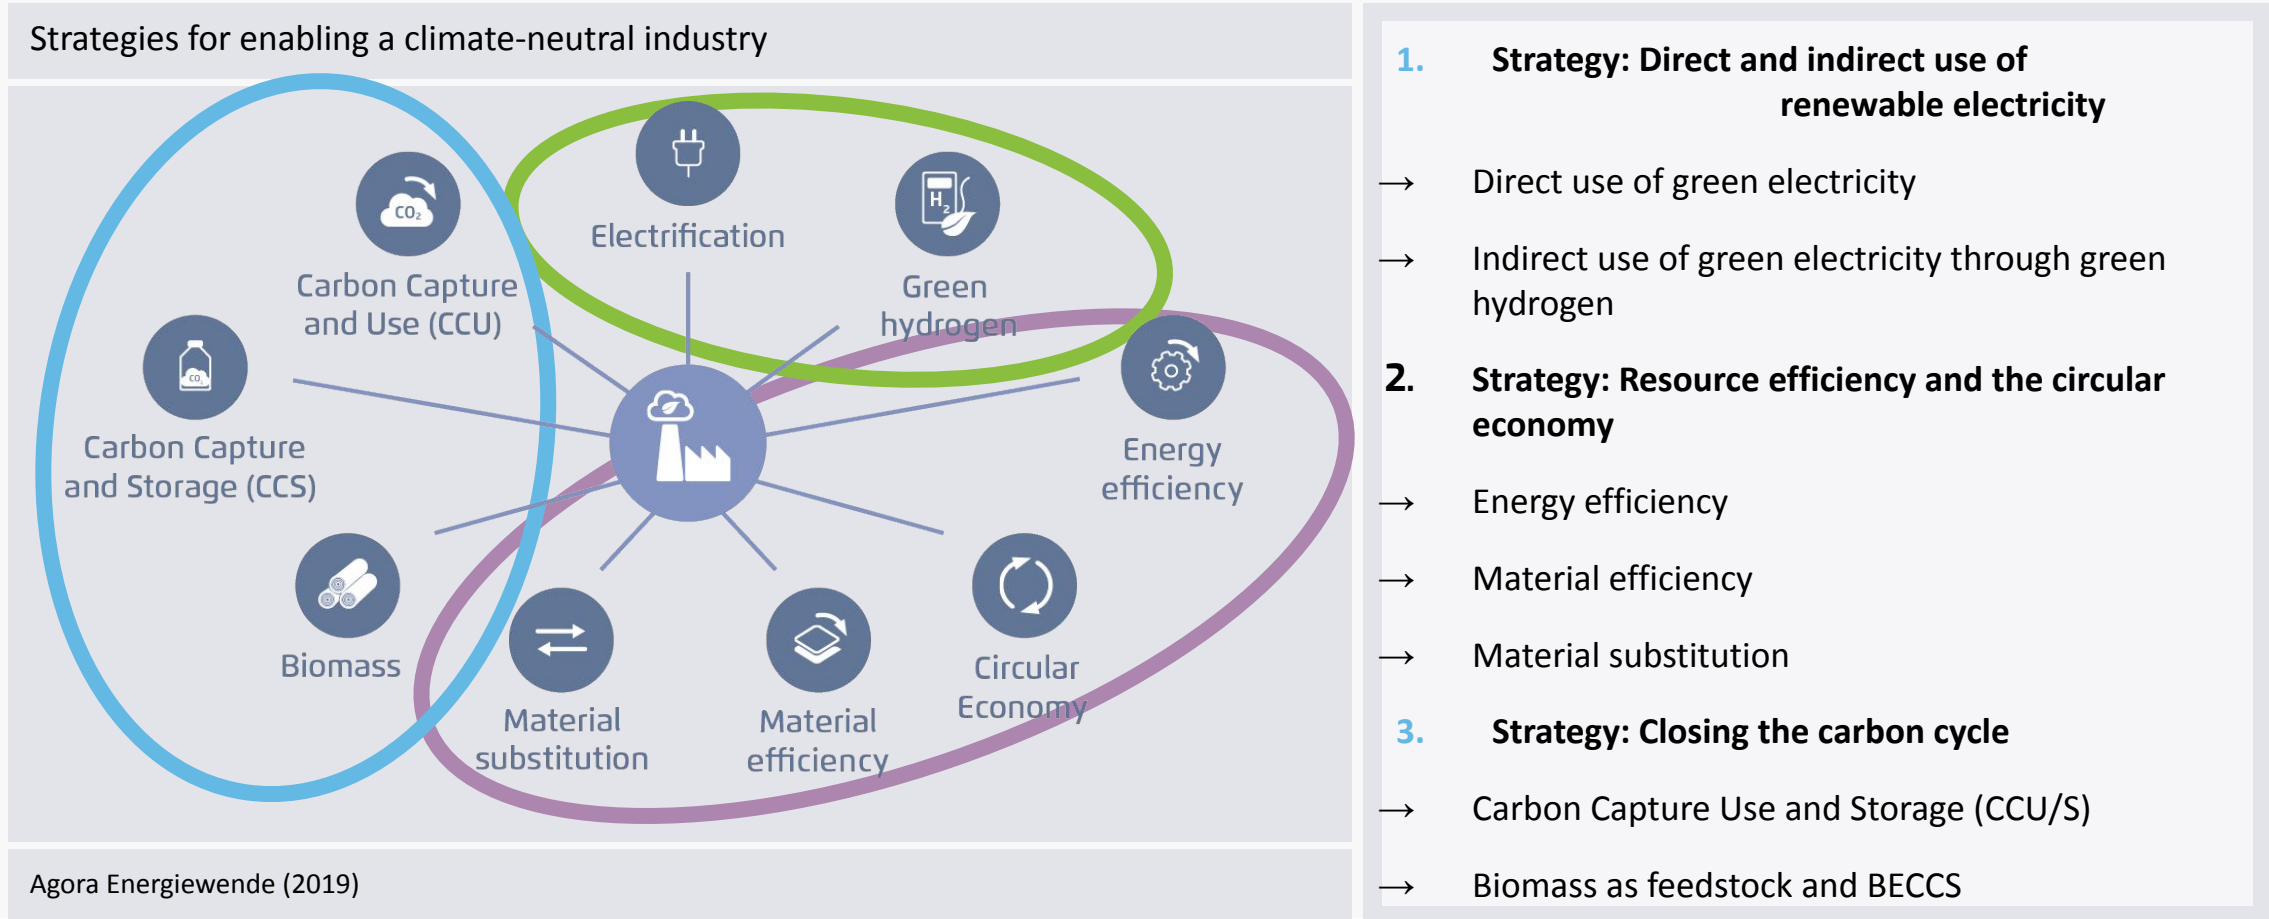 Strategies for enabling a climate-neutral industry
CO₂
Carbon Capture
and Use (CCU)
Electrification
H₂
Green
hydrogen
CO₂
Carbon Capture
and Storage (CCS)
Energy
efficiency
Biomass
Material
substitution
Material
efficiency
Circular
Economy
Agora Energiewende (2019)
1. Strategy: Direct and indirect use of
renewable electricity
→ Direct use of green electricity
→ Indirect use of green electricity through green
hydrogen
2. Strategy: Resource efficiency and the circular
economy
→ Energy efficiency
→ Material efficiency
→ Material substitution
3. Strategy: Closing the carbon cycle
→ Carbon Capture Use and Storage (CCU/S)
→ Biomass as feedstock and BECCS